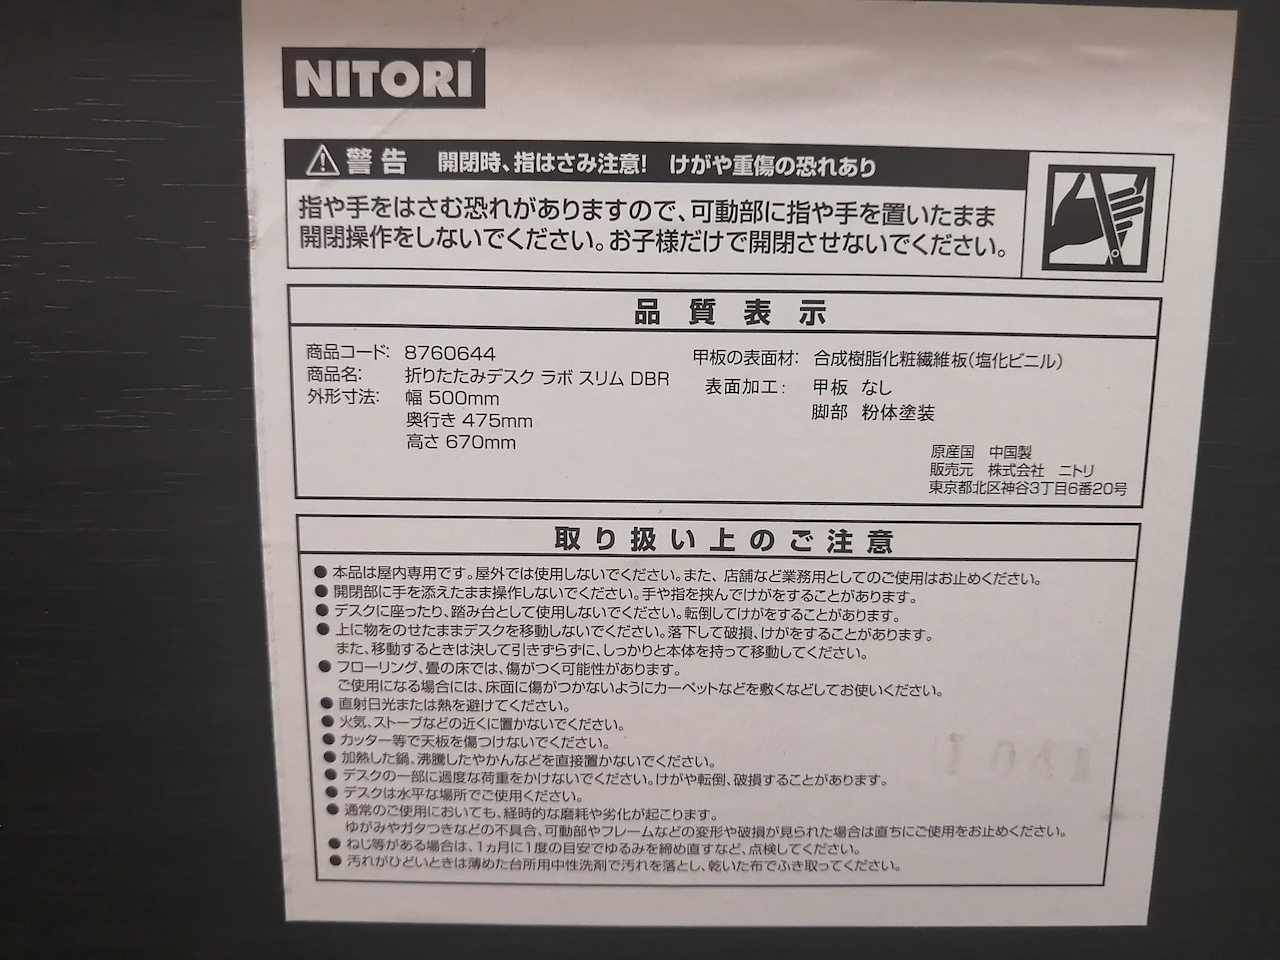 NITORI
警告 開閉時、指はさみ注意! けがや重傷の恐れあり
指や手をはさむ恐れがありますので、可動部に指や手を置いたまま
開閉操作をしないでください。お子様だけで開閉させないでください。
品質表示
商品コード: 8760644
商品名: 折りたたみデスク ラボ スリム DBR
外形寸法: 幅 500mm
奥行き 475mm
高さ 670mm
甲板の表面材: 合成樹脂化粧繊維板(塩化ビニル)
表面加工: 甲板 なし
脚部 粉体塗装
原産国 中国製
販売元 株式会社 ニトリ
東京都北区神谷3丁目6番20号
取り扱い上のご注意
●本品は屋内専用です。屋外では使用しないでください。また、店舗など業務用としてのご使用はお止めください。
●開閉部に手を添えたまま操作しないでください。手や指を挟んでけがをすることがあります。
●デスクに座ったり、踏み台として使用しないでください。転倒してけがをすることがあります。
●上に物をのせたままデスクを移動しないでください。落下して破損、けがをすることがあります。
また、移動するときは決して引きずらずに、しっかりと本体を持って移動してください。
●フローリング、畳の床では、傷がつく可能性があります。
ご使用になる場合には、床面に傷がつかないようにカーペットなどを敷くなどしてお使いください。
●直射日光または熱を避けてください。
●火気、ストーブなどの近くに置かないでください。
●カッター等で天板を傷つけないでください。
●加熱した鍋、沸騰したやかんなどを直接置かないでください。
●デスクの一部に過度な荷重をかけないでください。けがや転倒、破損することがあります。
●デスクは水平な場所でご使用ください。
●通常のご使用においても、経時的な磨耗や劣化が起こります。
ゆがみやガタつきなどの不具合、可動部やフレームなどの変形や破損が見られた場合は直ちにご使用をお止めください。
●ねじ等がある場合は、1ヵ月に1度の目安でゆるみを締め直すなど、点検してください。
●汚れがひどいときは薄めた台所用中性洗剤で汚れを落とし、乾いた布でふき取ってください。